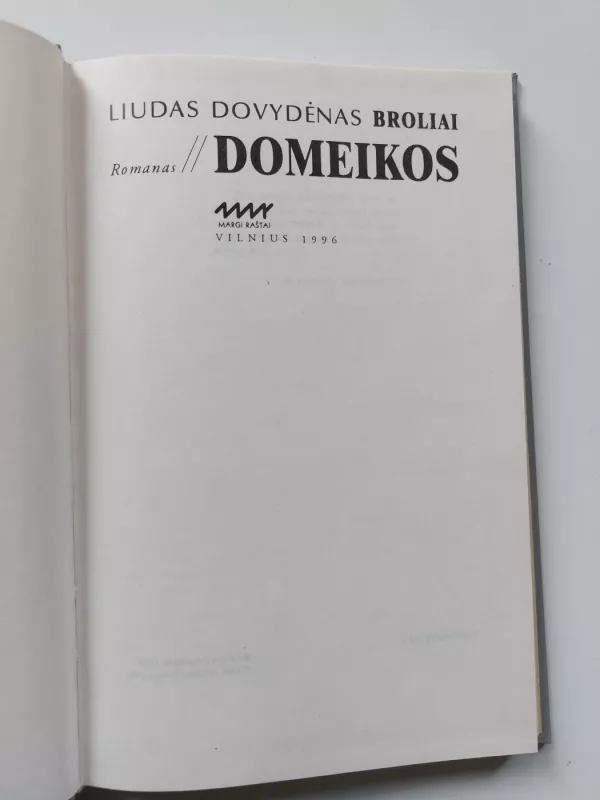 LIUDAS DOVYDĖNAS BROLIAI
Romanas // DOMEIKOS
MARGI RAŠTAI
VILNIUS 1996